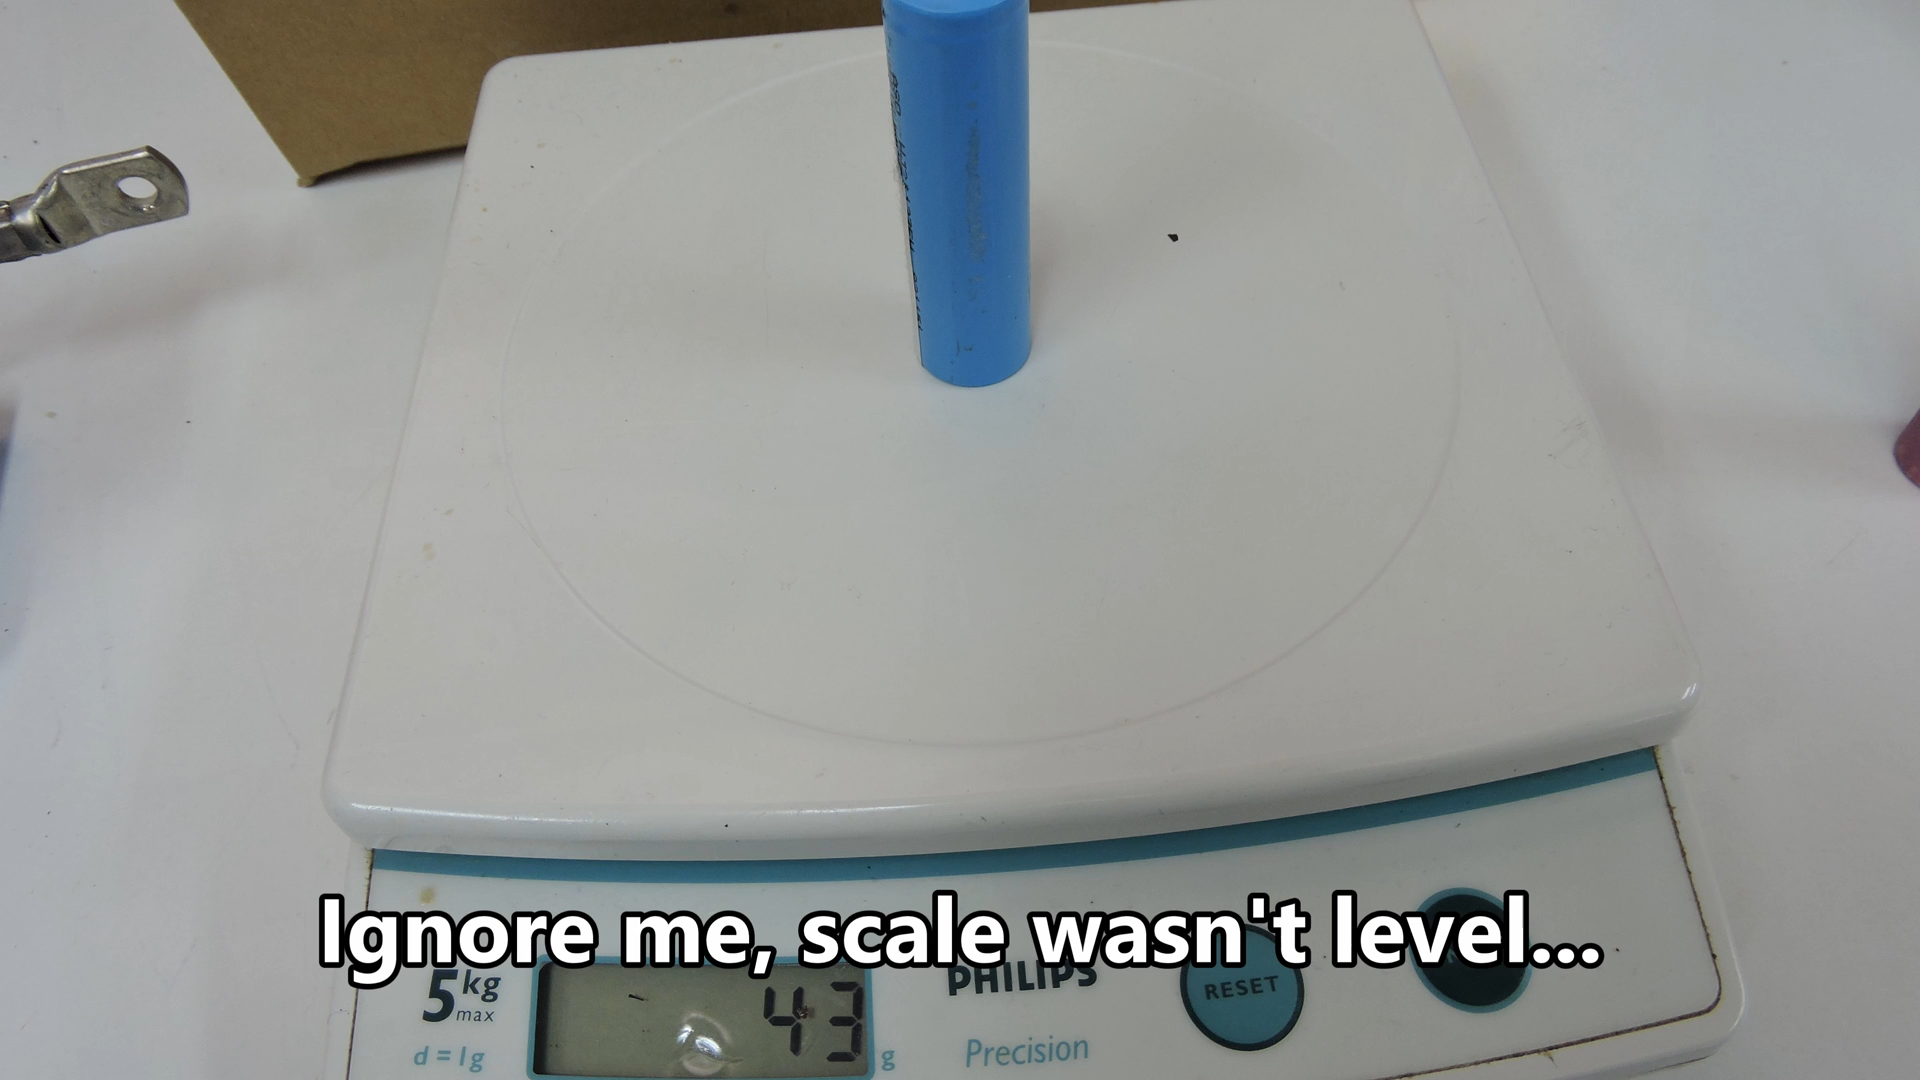 Ignore me, scale wasn't level...
5kg
max
d=1g
43
g
PHILIPS
Precision
RESET